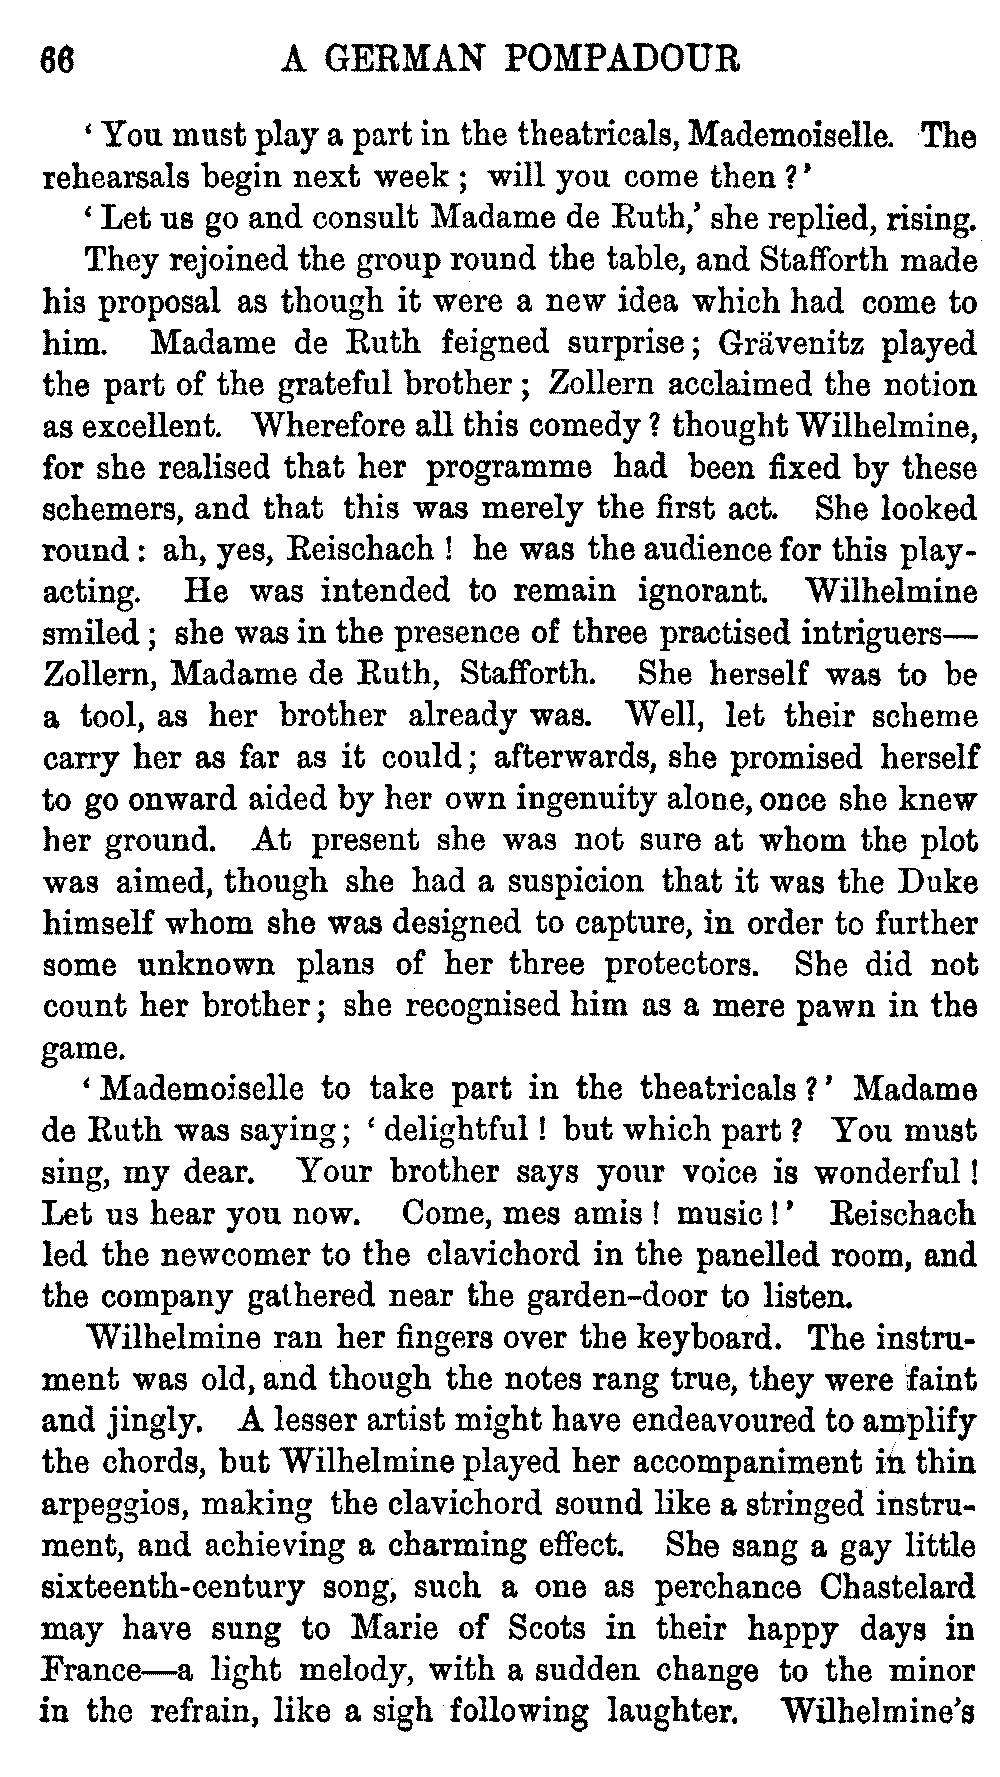 66 A GERMAN POMPADOUR
‘ You must play a part in the theatricals, Mademoiselle. The
rehearsals begin next week ; will you come then ?’
‘ Let us go and consult Madame de Ruth,’ she replied, rising.
They rejoined the group round the table, and Stafforth made
his proposal as though it were a new idea which had come to
him. Madame de Ruth feigned surprise ; Grävenitz played
the part of the grateful brother ; Zollern acclaimed the notion
as excellent. Wherefore all this comedy ? thought Wilhelmine,
for she realised that her programme had been fixed by these
schemers, and that this was merely the first act. She looked
round : ah, yes, Reischach ! he was the audience for this play-
acting. He was intended to remain ignorant. Wilhelmine
smiled ; she was in the presence of three practised intriguers—
Zollern, Madame de Ruth, Stafforth. She herself was to be
a tool, as her brother already was. Well, let their scheme
carry her as far as it could ; afterwards, she promised herself
to go onward aided by her own ingenuity alone, once she knew
her ground. At present she was not sure at whom the plot
was aimed, though she had a suspicion that it was the Duke
himself whom she was designed to capture, in order to further
some unknown plans of her three protectors. She did not
count her brother ; she recognised him as a mere pawn in the
game.
‘ Mademoiselle to take part in the theatricals ?’ Madame
de Ruth was saying ; ‘ delightful ! but which part ? You must
sing, my dear. Your brother says your voice is wonderful !
Let us hear you now. Come, mes amis ! music !’ Reischach
led the newcomer to the clavichord in the panelled room, and
the company gathered near the garden-door to listen.
Wilhelmine ran her fingers over the keyboard. The instru-
ment was old, and though the notes rang true, they were faint
and jingly. A lesser artist might have endeavoured to amplify
the chords, but Wilhelmine played her accompaniment in thin
arpeggios, making the clavichord sound like a stringed instru-
ment, and achieving a charming effect. She sang a gay little
sixteenth-century song, such a one as perchance Chastelard
may have sung to Marie of Scots in their happy days in
France—a light melody, with a sudden change to the minor
in the refrain, like a sigh following laughter. Wilhelmine’s